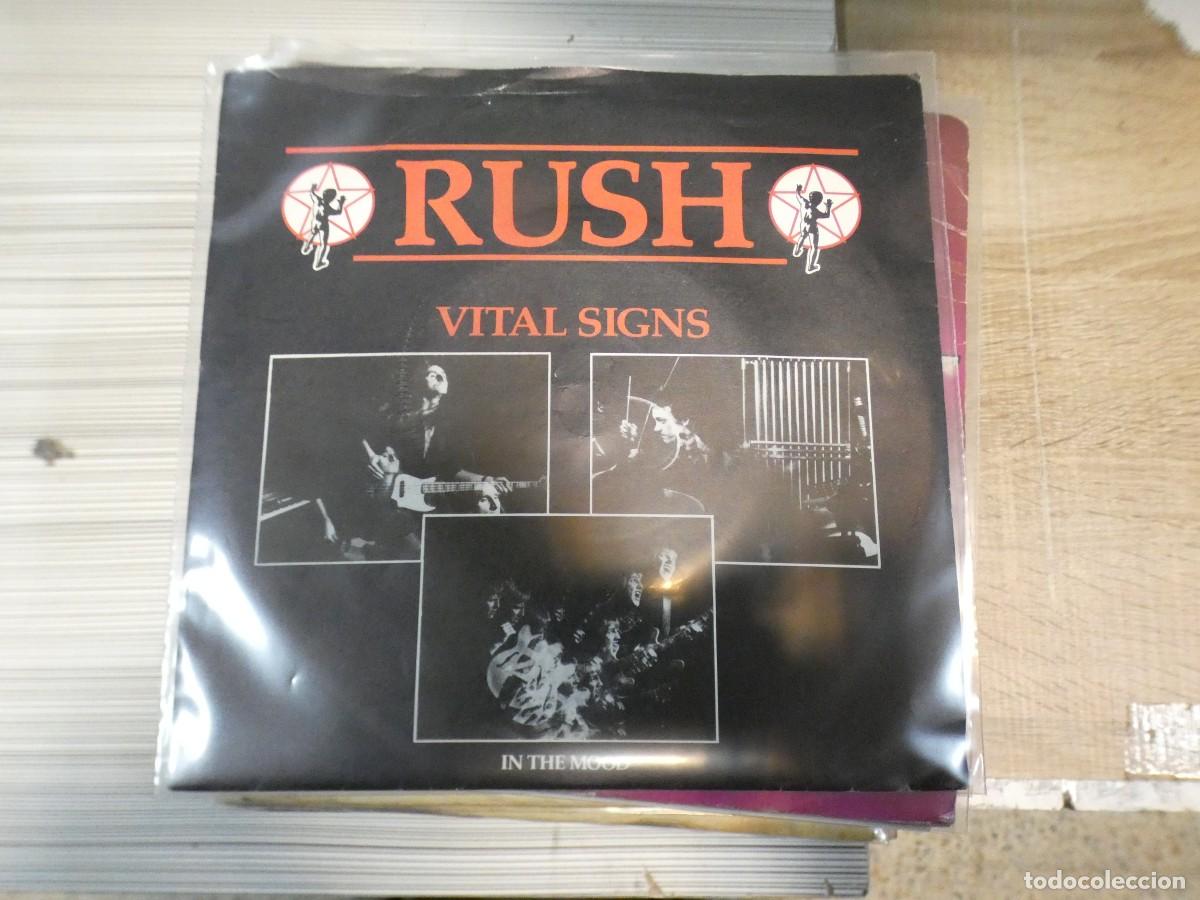 RUSH
VITAL SIGNS
IN THE MOOD
todocoleccion